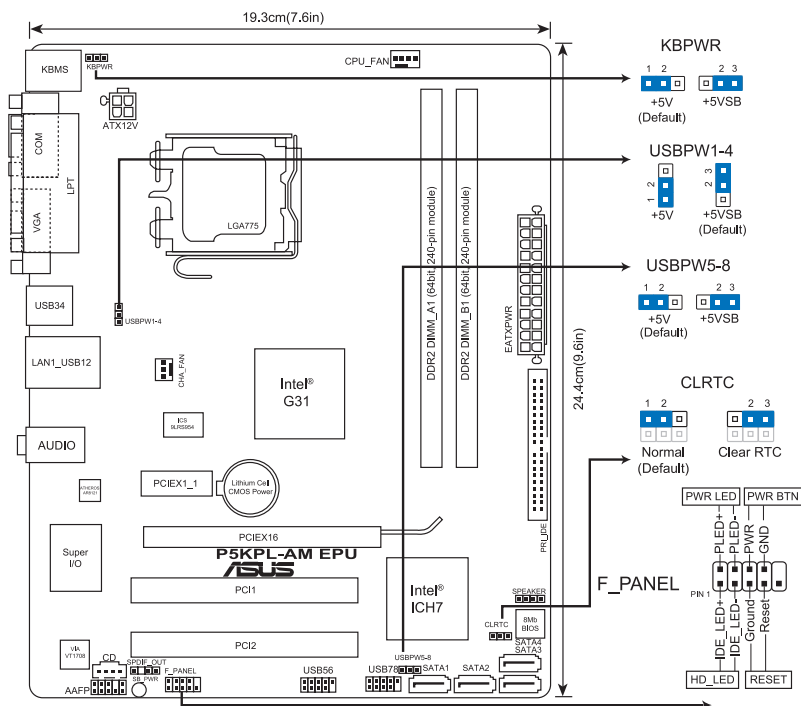 19.3cm(7.6in)
KBMS
KBPWR
CPU_FAN
ATX12V
COM
LPT
VGA
LGA775
DDR2 DIMM_A1 (64bit, 240-pin module)
DDR2 DIMM_B1 (64bit, 240-pin module)
EATXPWR
24.4cm(9.6in)
USB34
USBPW1-4
LAN1_USB12
CHA_FAN
Intel®
G31
ICS
9LRS954
AUDIO
ATHEROS
AR8121
PCIEX1_1
Lithium Cell
CMOS Power
PCIEX16
PRI_IDE
P5KPL-AM EPU
ASUS
Super
I/O
PCI1
Intel®
ICH7
SPEAKER
CLRTC
8Mb
BIOS
PCI2
SATA4
SATA3
VIA
VT1708
CD
SPDIF_OUT
SB_PWR
F_PANEL
AAFP
USB56
USB78
USBPW5-8
SATA1
SATA2
KBPWR
1 2
2 3
+5V
(Default)
+5VSB
USBPW1-4
2
1
3
2
+5V
+5VSB
(Default)
USBPW5-8
1 2
2 3
+5V
(Default)
+5VSB
CLRTC
1 2
2 3
Normal
(Default)
Clear RTC
PWR LED
PWR BTN
PLED+
PLED-
PWR
GND
F_PANEL
PIN 1
IDE_LED+
IDE_LED-
Ground
Reset
HD_LED
RESET